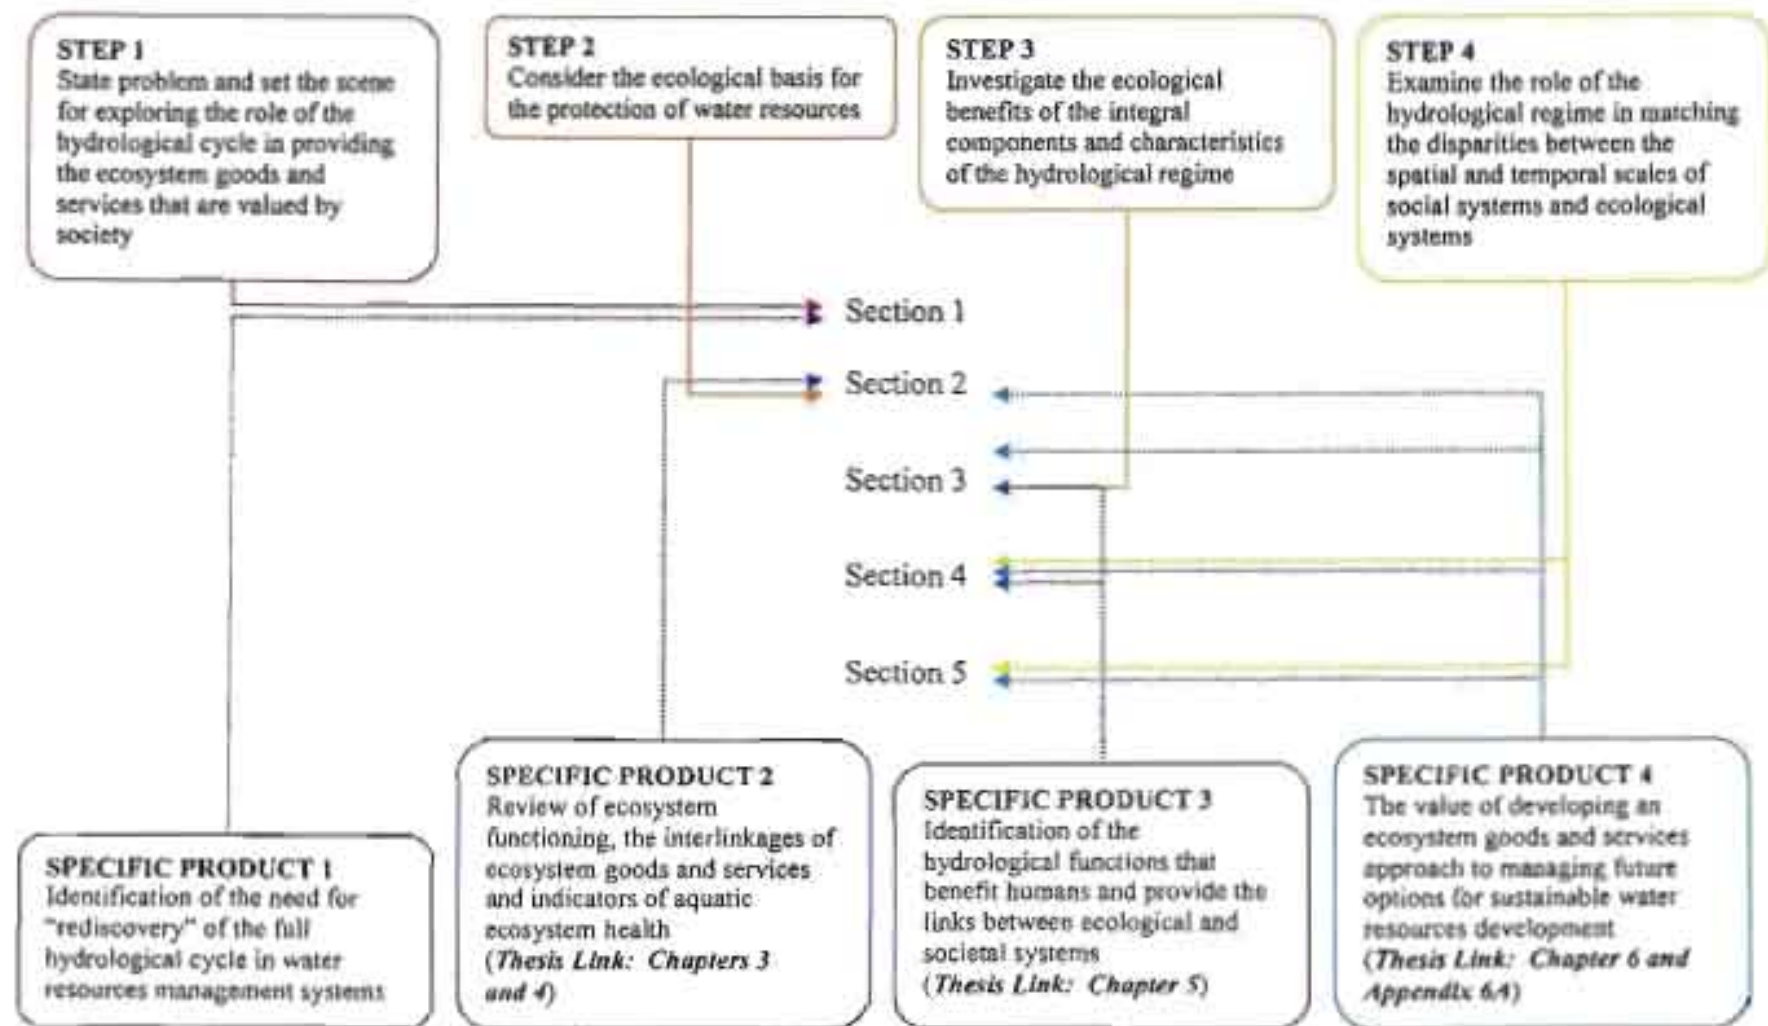 STEP 1
State problem and set the scene
for exploring the role of the
hydrological cycle in providing
the ecosystem goods and
services that are valued by
society
STEP 2
Consider the ecological basis for
the protection of water resources
STEP 3
Investigate the ecological
benefits of the integral
components and characteristics
of the hydrological regime
STEP 4
Examine the role of the
hydrological regime in matching
the disparities between the
spatial and temporal scales of
social systems and ecological
systems
Section 1
Section 2
Section 3
Section 4
Section 5
SPECIFIC PRODUCT 1
Identification of the need for
"rediscovery" of the full
hydrological cycle in water
resources management systems
SPECIFIC PRODUCT 2
Review of ecosystem
functioning, the interlinkages of
ecosystem goods and services
and indicators of aquatic
ecosystem health
(Thesis Link: Chapters 3
and 4)
SPECIFIC PRODUCT 3
Identification of the
hydrological functions that
benefit humans and provide the
links between ecological and
societal systems
(Thesis Link: Chapter 5)
SPECIFIC PRODUCT 4
The value of developing an
ecosystem goods and services
approach to managing future
options for sustainable water
resources development
(Thesis Link: Chapter 6 and
Appendix 6A)